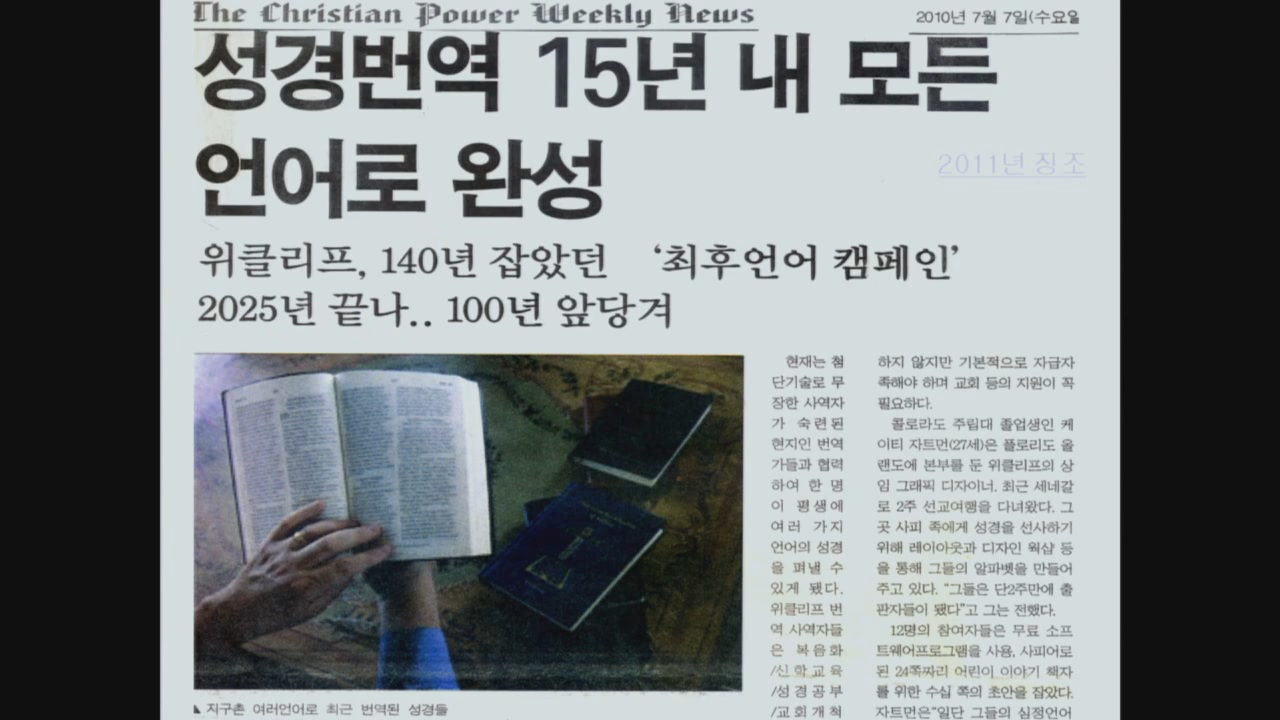 The Christian Power Weekly News
2010년 7월 7일(수요일
성경번역 15년 내 모든
언어로 완성
2011년 징조
위클리프, 140년 잡았던 ‘최후언어 캠페인’
2025년 끝나.. 100년 앞당겨
현재는 첨
단기술로 무
장한 사역자
가 숙련된
현지인 번역
가들과 협력
하여 한 명
이 평생에
여러 가지
언어의 성경
을 펴낼 수
있게 됐다.
위클리프 번
역 사역자들
은 복음화
/신학교육
/성경공부
/교회개척
하지 않지만 기본적으로 자급자
족해야 하며 교회 등의 지원이 꼭
필요하다.
콜로라도 주립대 졸업생인 케
이티 자트먼(27세)은 플로리도 올
랜도에 본부를 둔 위클리프의 상
임 그래픽 디자이너. 최근 세네갈
로 2주 선교여행을 다녀왔다. 그
곳 사피 족에게 성경을 선사하기
위해 레이아웃과 디자인 웍샵 등
을 통해 그들의 알파벳을 만들어
주고 있다. “그들은 단2주만에 출
판자들이 됐다”고 그는 전했다.
12명의 참여자들은 무료 소프
트웨어프로그램을 사용, 사피어로
된 24쪽짜리 어린이 이야기 책자
를 위한 수십 쪽의 초안을 잡았다.
자트먼은“일단 그들의 심정언어
지구촌 여러언어로 최근 번역된 성경들